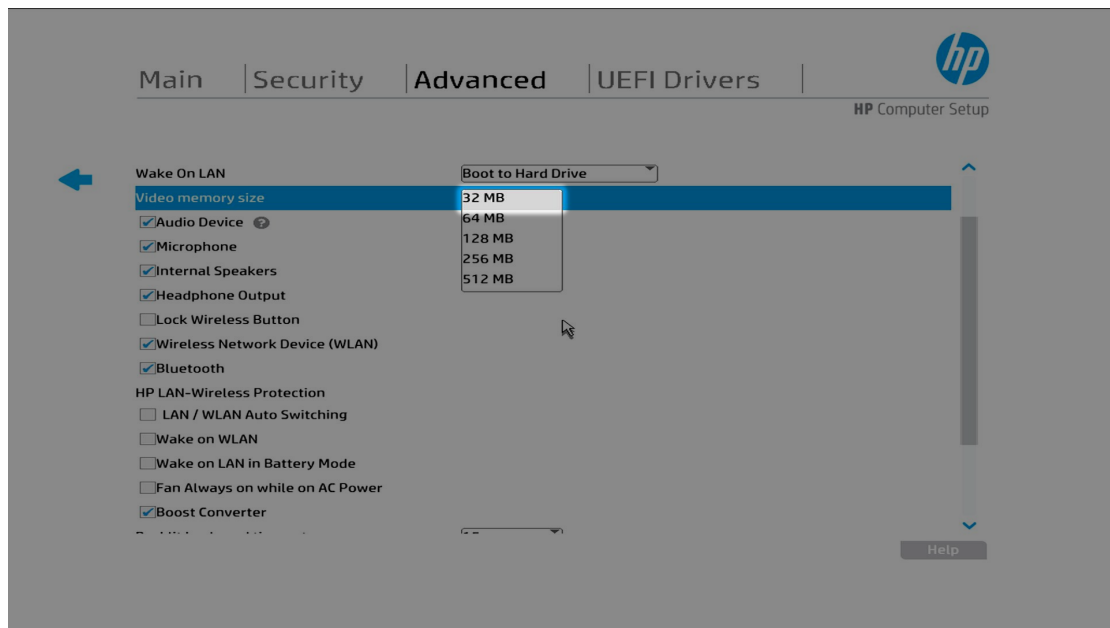 hp
Main Security Advanced UEFI Drivers
HP Computer Setup
Wake On LAN Boot to Hard Drive
Video memory size 32 MB
64 MB
Audio Device ?
128 MB
Microphone
256 MB
Internal Speakers
512 MB
Headphone Output
Lock Wireless Button
Wireless Network Device (WLAN)
Bluetooth
HP LAN-Wireless Protection
LAN / WLAN Auto Switching
Wake on WLAN
Wake on LAN in Battery Mode
Fan Always on while on AC Power
Boost Converter
Help